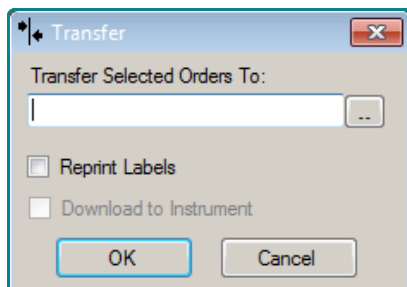 Transfer
Transfer Selected Orders To:
..
Reprint Labels
Download to Instrument
OK
Cancel